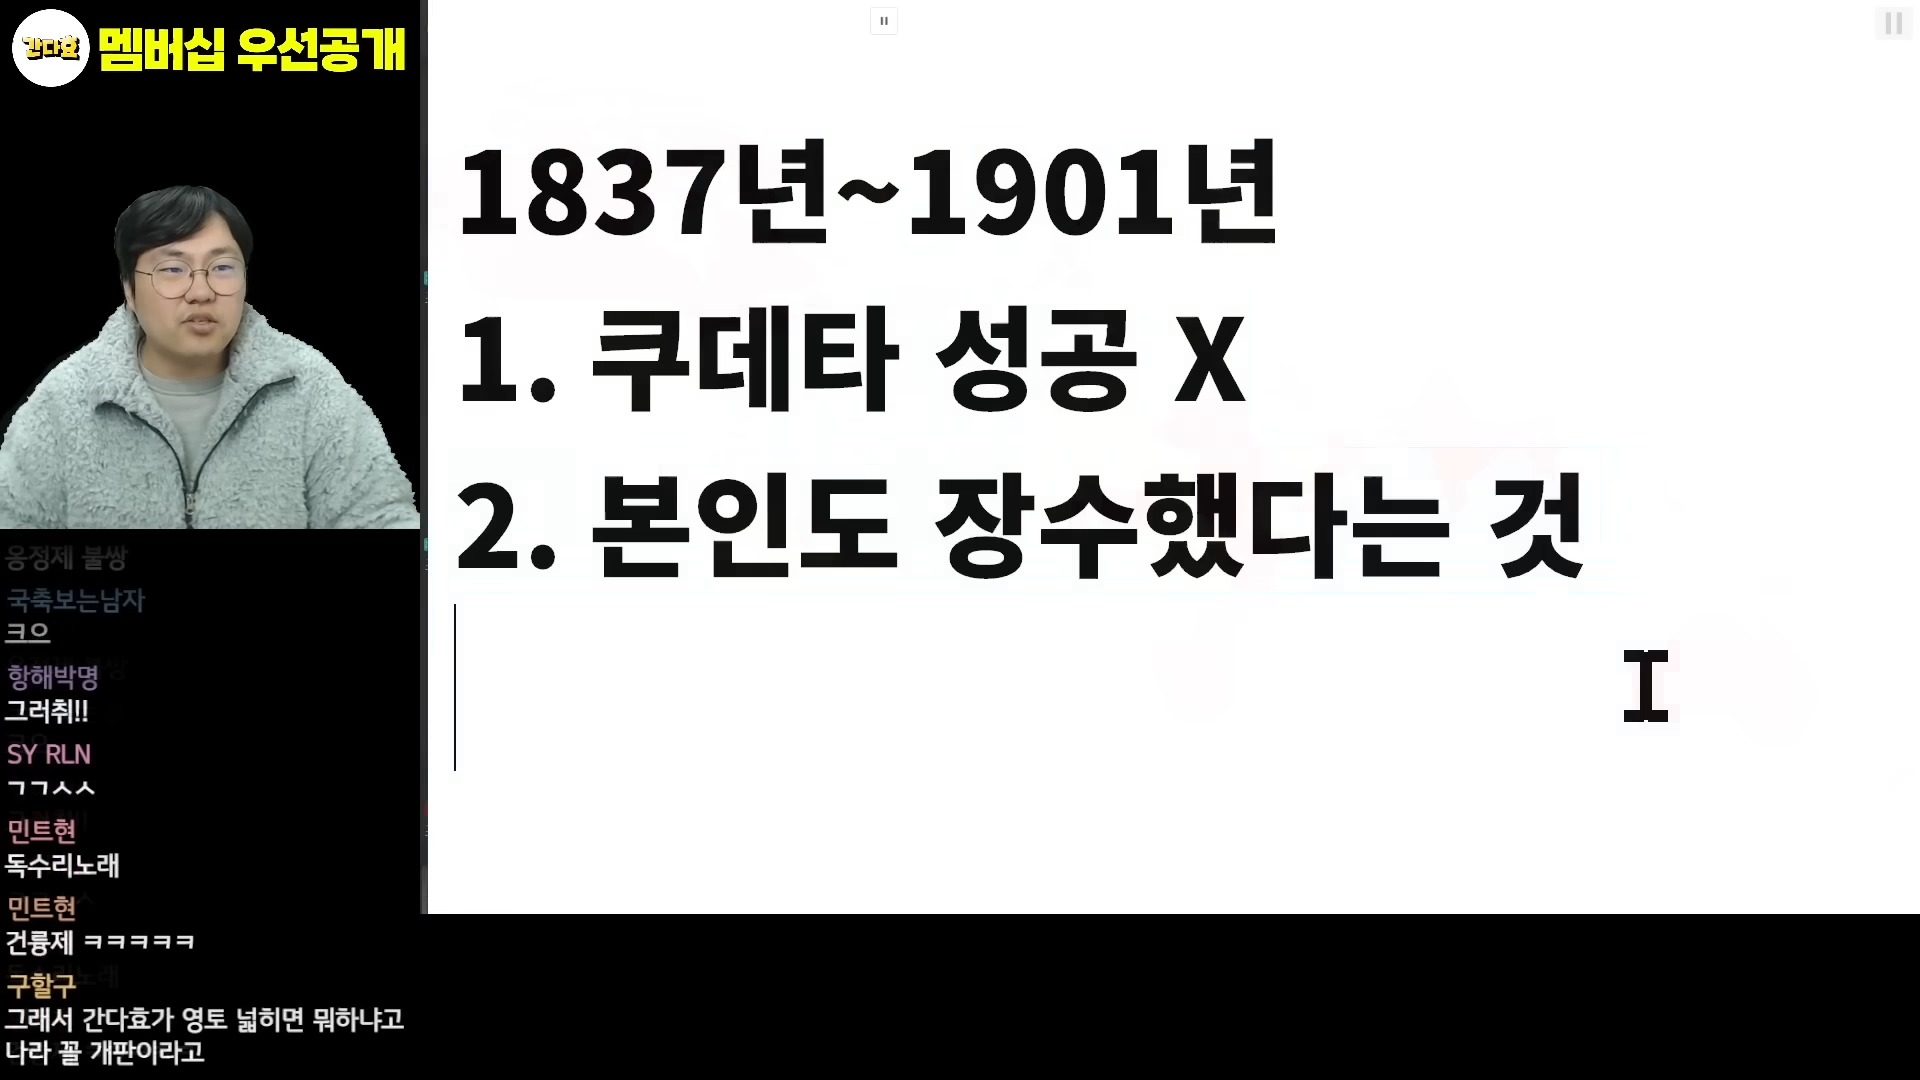 간다효 멤버십 우선공개
1837년~1901년
1. 쿠데타 성공 X
2. 본인도 장수했다는 것
옹정제 불쌍
국축보는남자
크으
항해박명
그러취!!
SY RLN
ㄱㄱㅅㅅ
민트현
독수리노래
민트현
건륭제 ㅋㅋㅋㅋㅋ
구할구
그래서 간다효가 영토 넓히면 뭐하냐고
나라 꼴 개판이라고